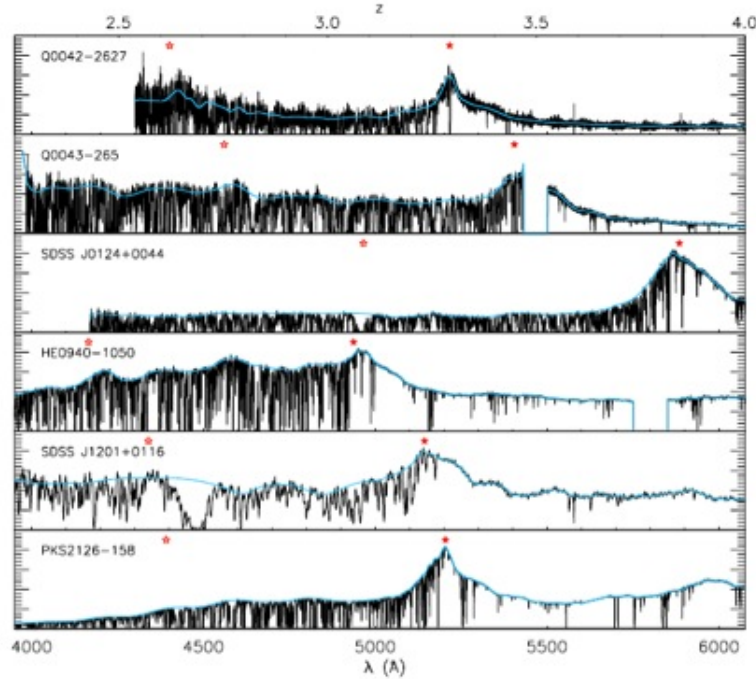 z
2.5 3.0 3.5 4.0
Q0042-2627
Q0043-265
SDSS J0124+0044
HE0940-1050
SDSS J1201+0116
PKS2126-158
4000 4500 5000 5500 6000
λ (Å)